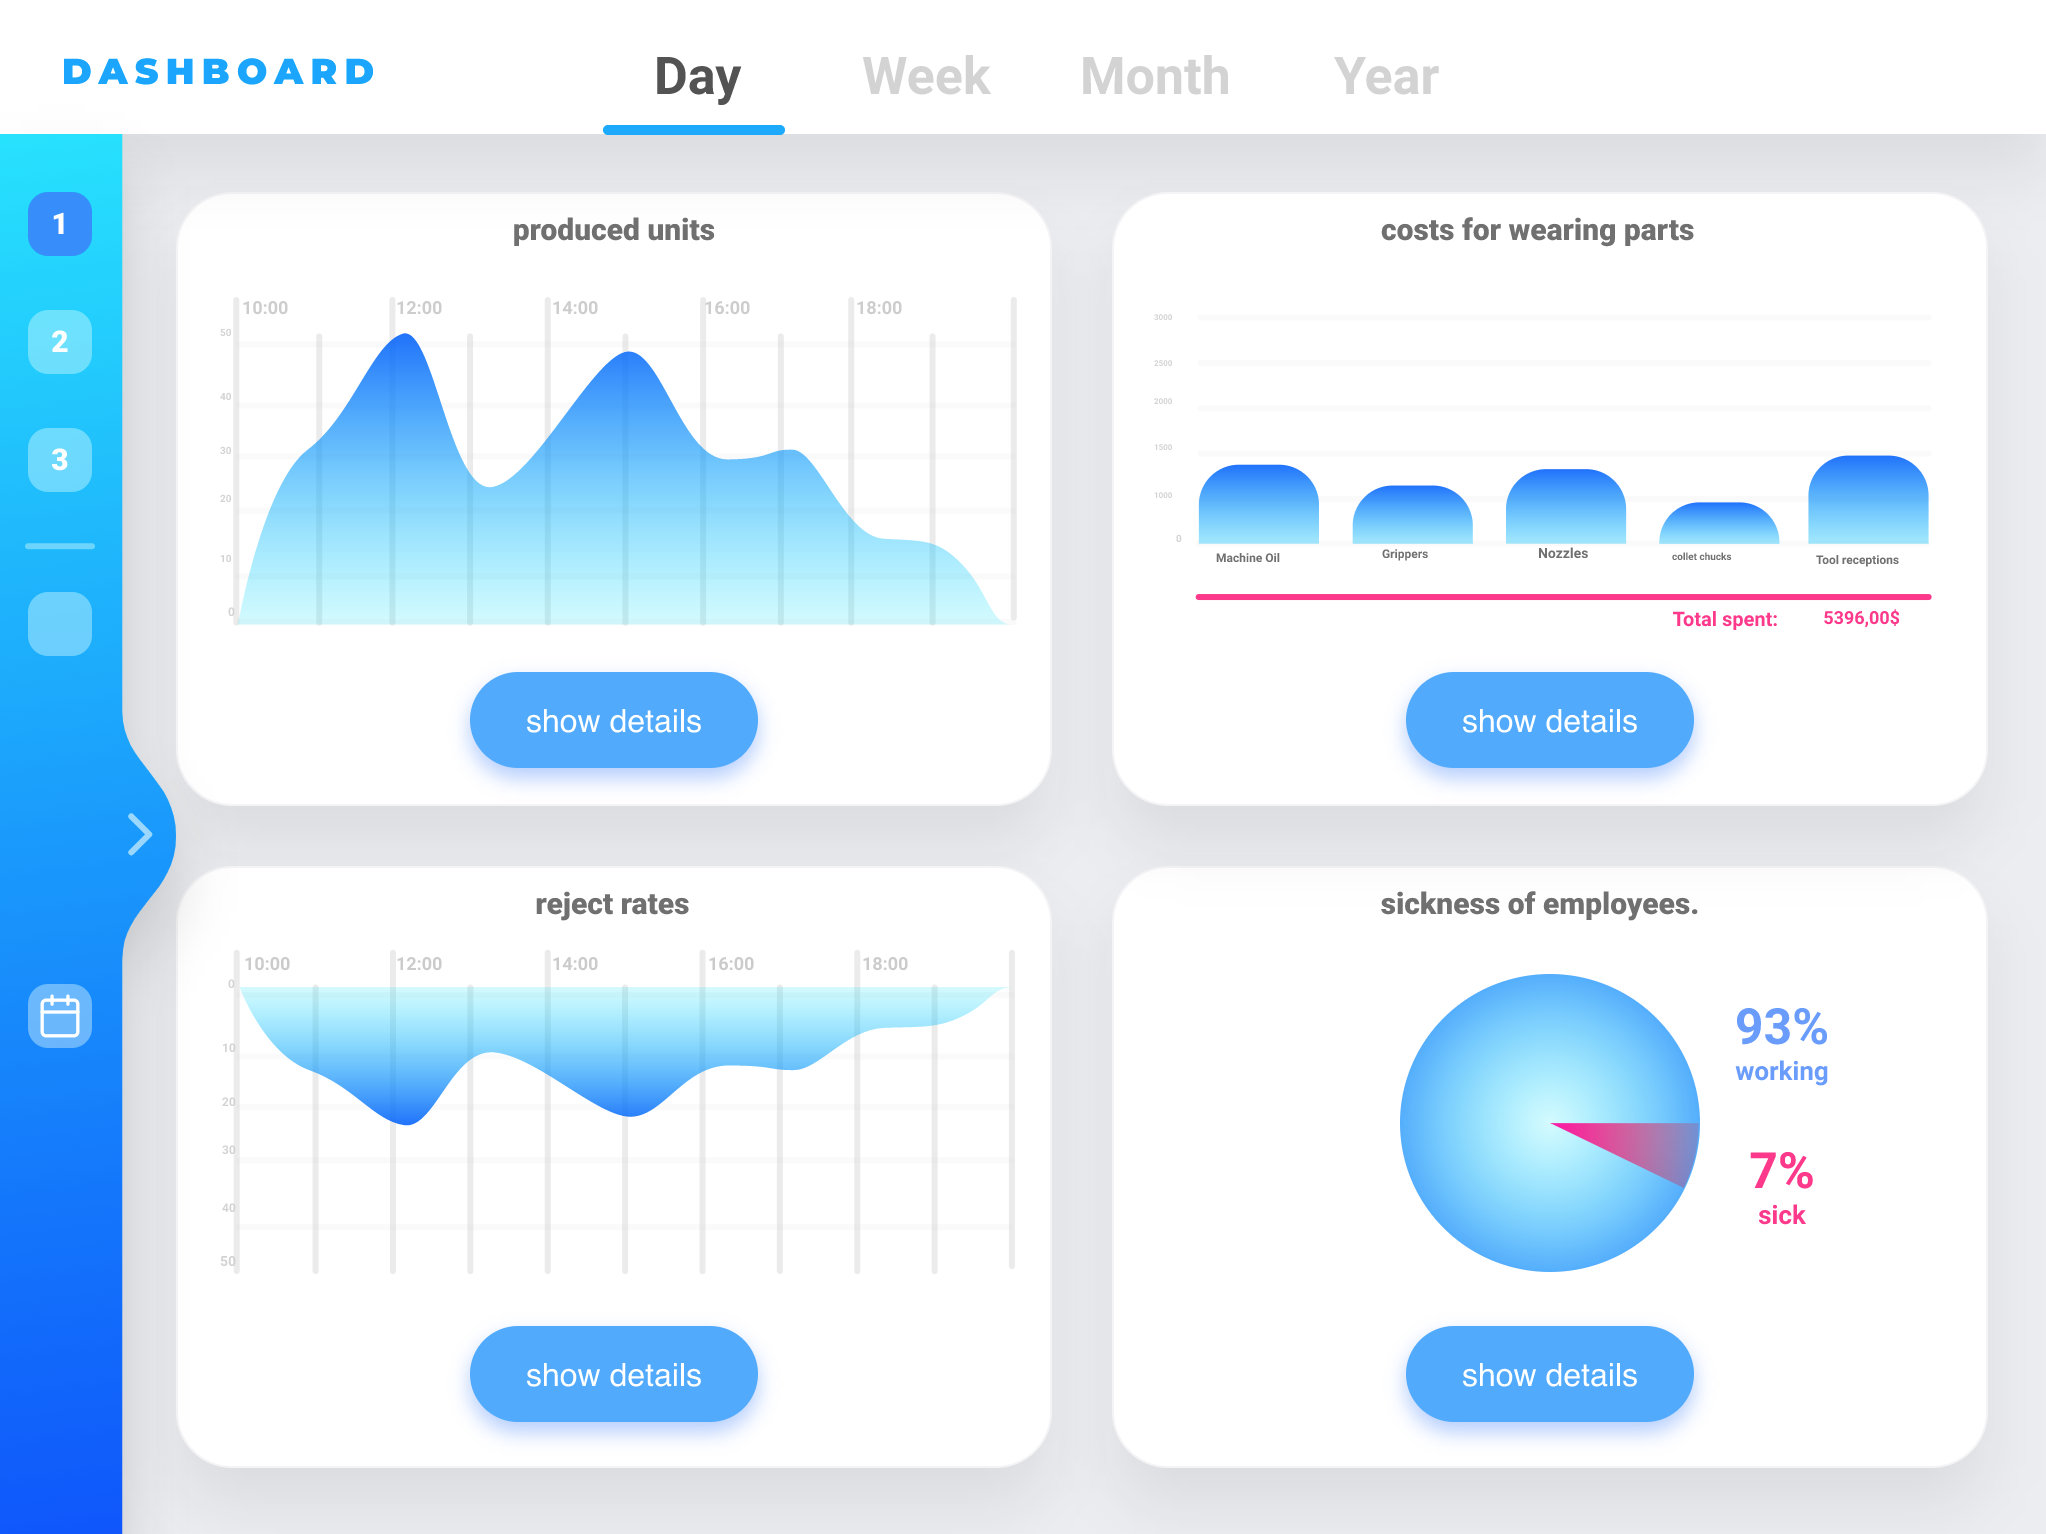 DASHBOARD
Day Week Month Year
1
2
3
produced units
10:00 12:00 14:00 16:00 18:00
50
40
30
20
10
0
show details
costs for wearing parts
3000
2500
2000
1500
1000
0
Machine Oil Grippers Nozzles collet chucks Tool receptions
Total spent: 5396,00$
show details
reject rates
10:00 12:00 14:00 16:00 18:00
0
10
20
30
40
50
show details
sickness of employees.
93%
working
7%
sick
show details